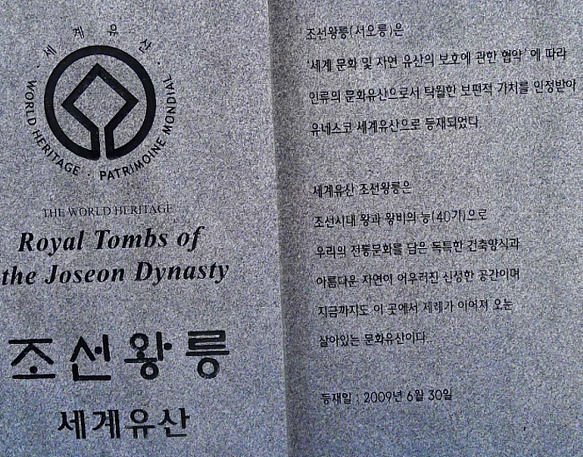 세계유산
WORLD HERITAGE · PATRIMOINE MONDIAL
THE WORLD HERITAGE
Royal Tombs of
the Joseon Dynasty
조선왕릉
세계유산
조선왕릉(서오릉)은
'세계 문화 및 자연 유산의 보호에 관한 협약'에 따라
인류의 문화유산으로서 탁월한 보편적 가치를 인정받아
유네스코 세계유산으로 등재되었다.
세계유산 조선왕릉은
조선시대 왕과 왕비의 능(40기)으로
우리의 전통문화를 담은 독특한 건축양식과
아름다운 자연이 어우러진 신성한 공간이며
지금까지도 이 곳에서 제례가 이어져 오는
살아있는 문화유산이다.
등재일 : 2009년 6월 30일